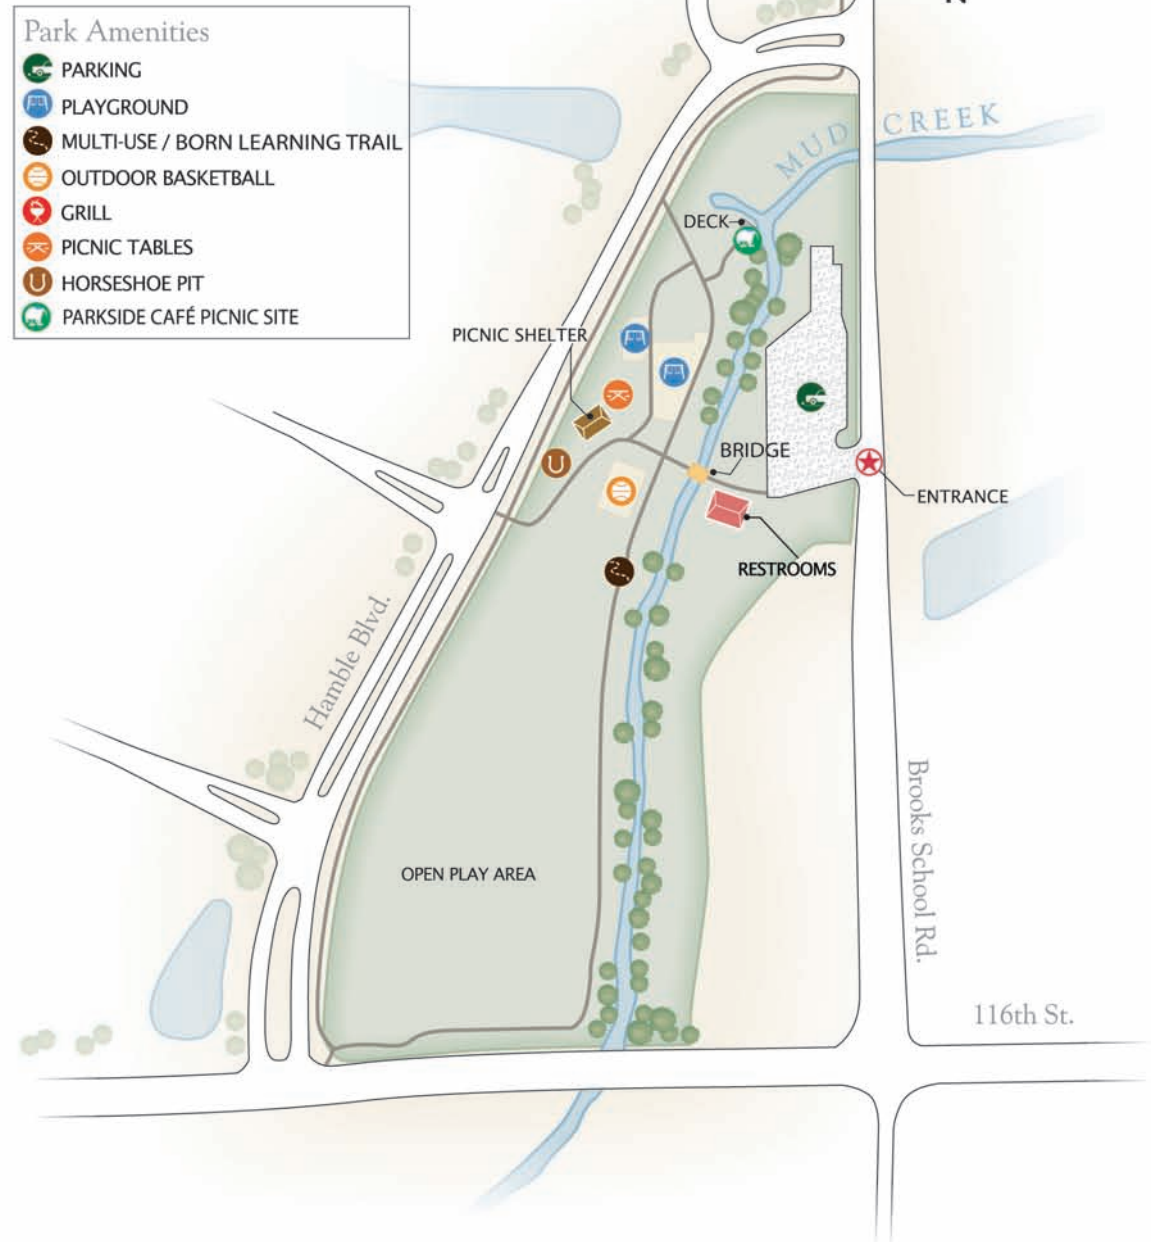 N
Park Amenities
PARKING
PLAYGROUND
MULTI-USE / BORN LEARNING TRAIL
OUTDOOR BASKETBALL
GRILL
PICNIC TABLES
HORSESHOE PIT
PARKSIDE CAFÉ PICNIC SITE
MUD CREEK
DECK
PICNIC SHELTER
BRIDGE
ENTRANCE
RESTROOMS
Hamble Blvd.
OPEN PLAY AREA
Brooks School Rd.
116th St.